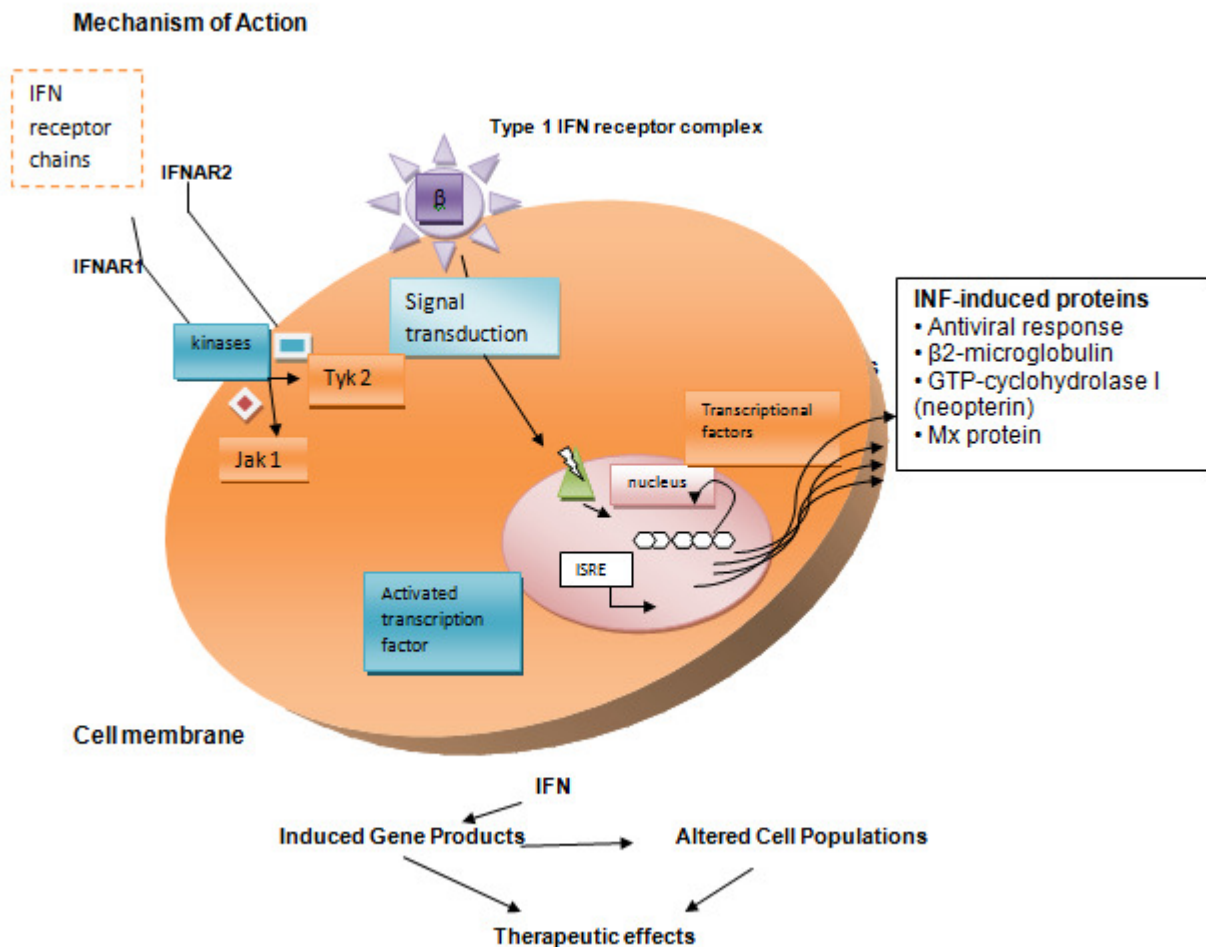 Mechanism of Action
IFN
receptor
chains
Type 1 IFN receptor complex
IFNAR2
β
IFNAR1
Signal
transduction
kinases
Tyk 2
Jak 1
INF-induced proteins
• Antiviral response
• β2-microglobulin
• GTP-cyclohydrolase I
(neopterin)
• Mx protein
s
Transcriptional
factors
nucleus
ISRE
Activated
transcription
factor
Cell membrane
IFN
Induced Gene Products
Altered Cell Populations
Therapeutic effects